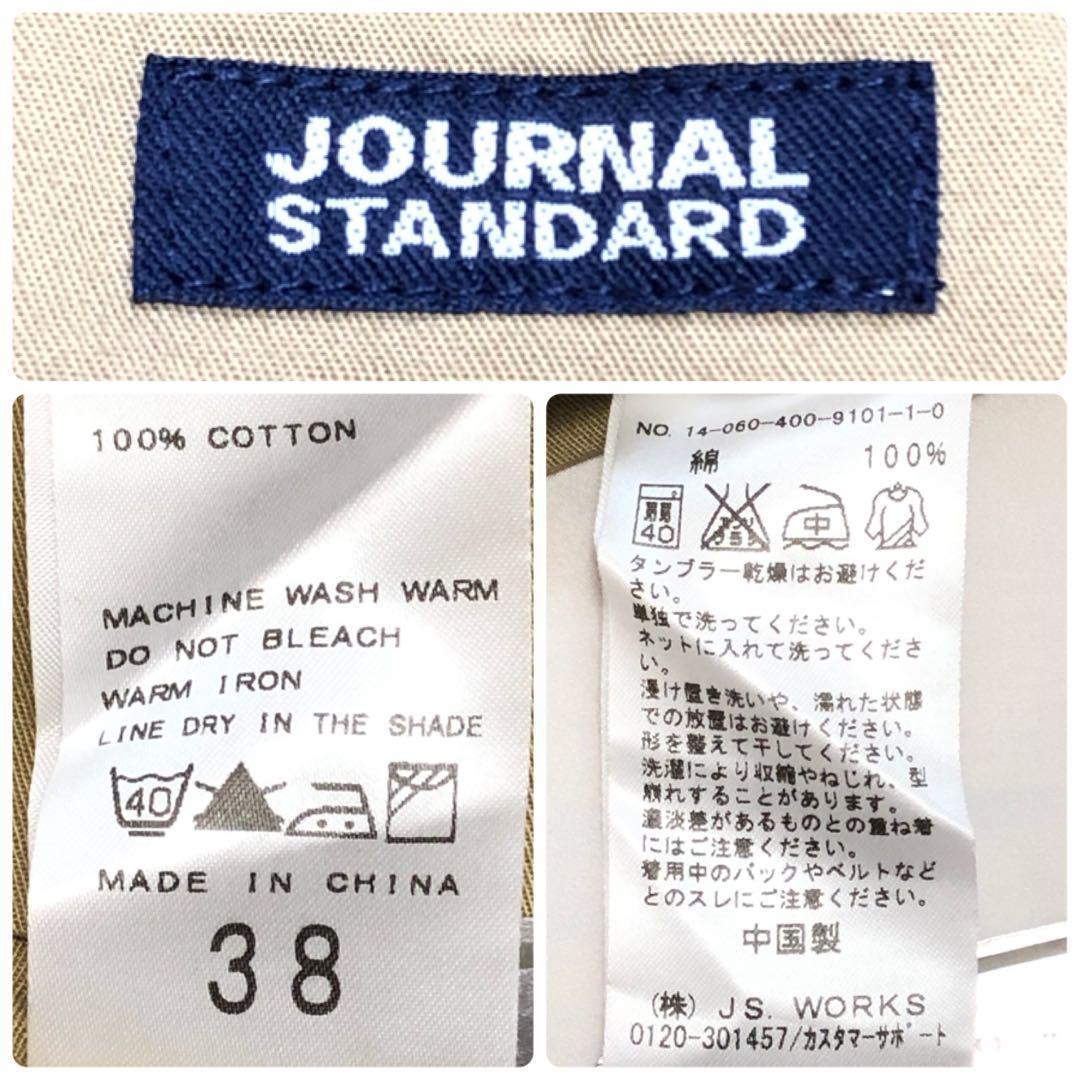 JOURNAL
STANDARD
100% COTTON
MACHINE WASH WARM
DO NOT BLEACH
WARM IRON
LINE DRY IN THE SHADE
40
MADE IN CHINA
38
NO. 14-060-400-9101-1-0
綿 100%
40 中
タンブラー乾燥はお避けくだ
さい。
単独で洗ってください。
ネットに入れて洗ってくださ
い。
浸け置き洗いや、濡れた状態
での放置はお避けください。
形を整えて干してください。
洗濯により収縮やねじれ、型
崩れすることがあります。
濃淡差があるものとの重ね着
にはご注意ください。
着用中のバックやベルトなど
とのスレにご注意ください。
中国製
(株) J S. WORKS
0120-301457/カスタマーサポート